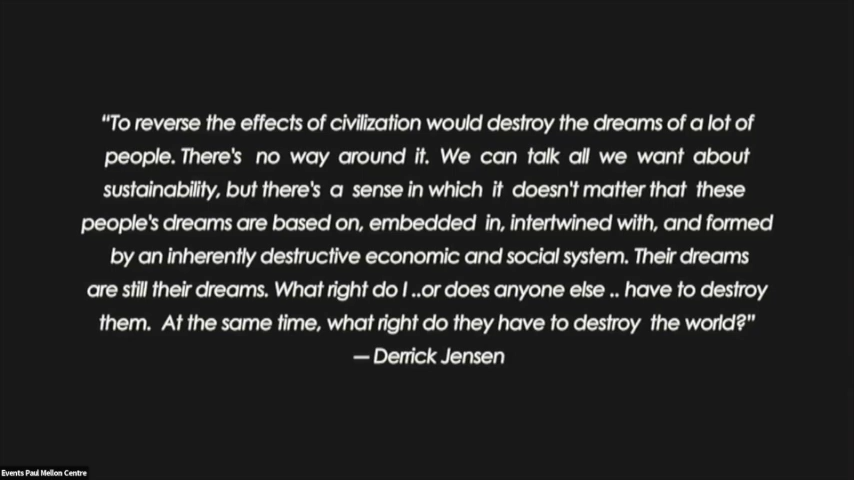 “To reverse the effects of civilization would destroy the dreams of a lot of
people. There's no way around it. We can talk all we want about
sustainability, but there's a sense in which it doesn't matter that these
people's dreams are based on, embedded in, intertwined with, and formed
by an inherently destructive economic and social system. Their dreams
are still their dreams. What right do I ..or does anyone else .. have to destroy
them. At the same time, what right do they have to destroy the world?”
— Derrick Jensen
Events Paul Mellon Centre